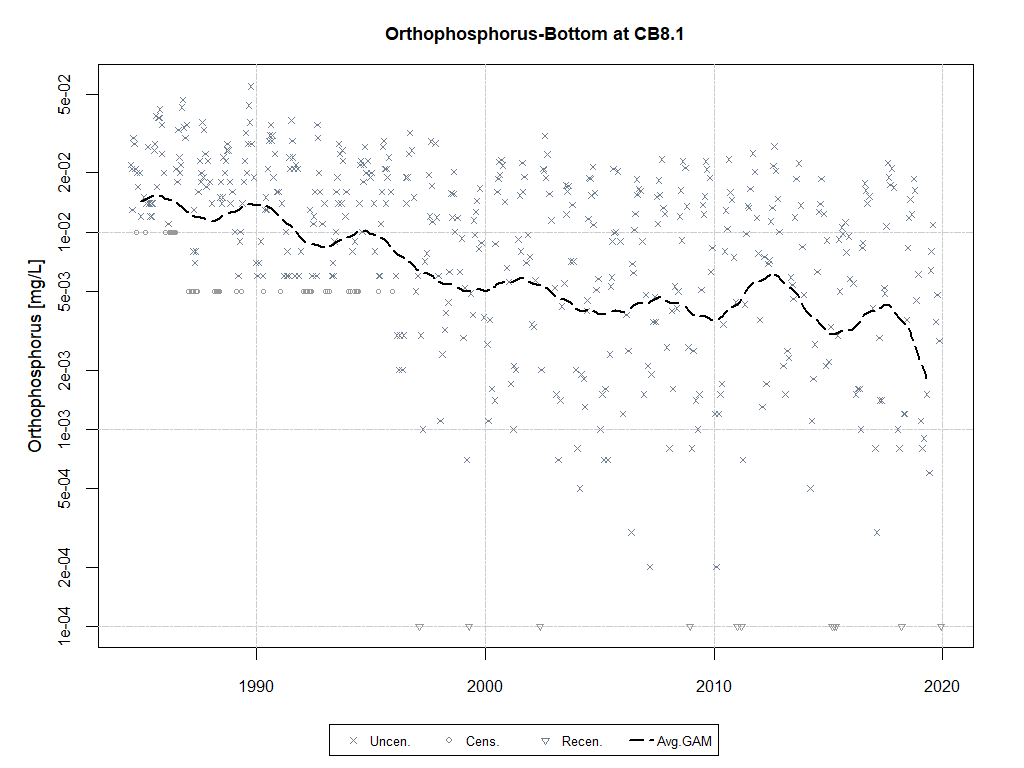 Orthophosphorus-Bottom at CB8.1
Orthophosphorus [mg/L]
5e-02
2e-02
1e-02
5e-03
2e-03
1e-03
5e-04
2e-04
1e-04
1990 2000 2010 2020
Uncen. Cens. Recen. Avg.GAM